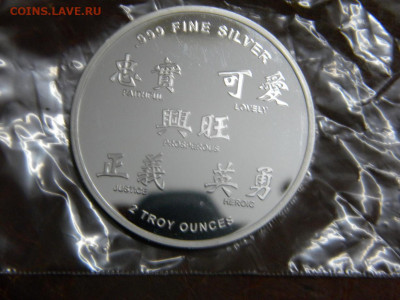 COINS.LAVE.RU
.999 FINE SILVER
忠實 可愛
FAITHFUL LOVELY
興旺
PROSPEROUS
正義 英勇
JUSTICE HEROIC
2 TROY OUNCES